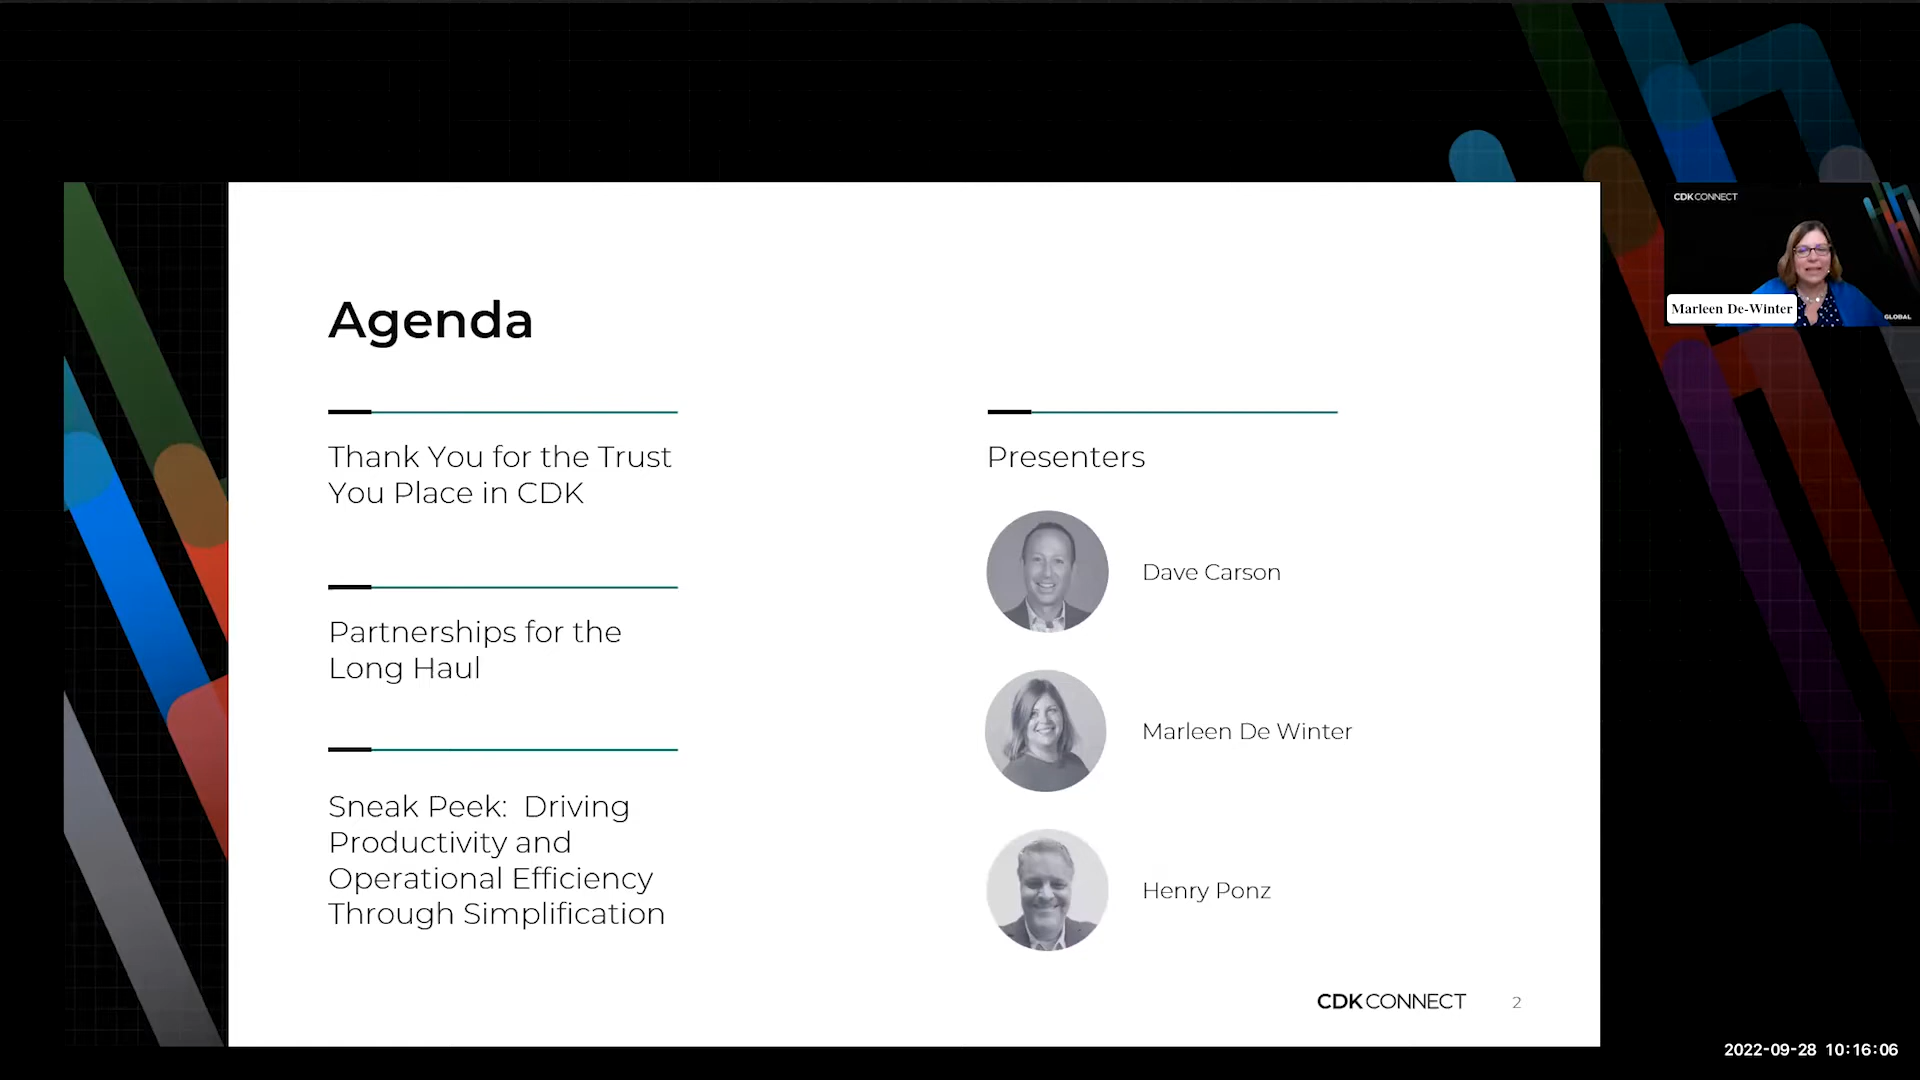 Agenda
Thank You for the Trust
You Place in CDK
Partnerships for the
Long Haul
Sneak Peek:  Driving
Productivity and
Operational Efficiency
Through Simplification
Presenters
Dave Carson
Marleen De Winter
Henry Ponz
CDK CONNECT
2
CDK CONNECT
Marleen De-Winter
GLOBAL
2022-09-28 10:16:06